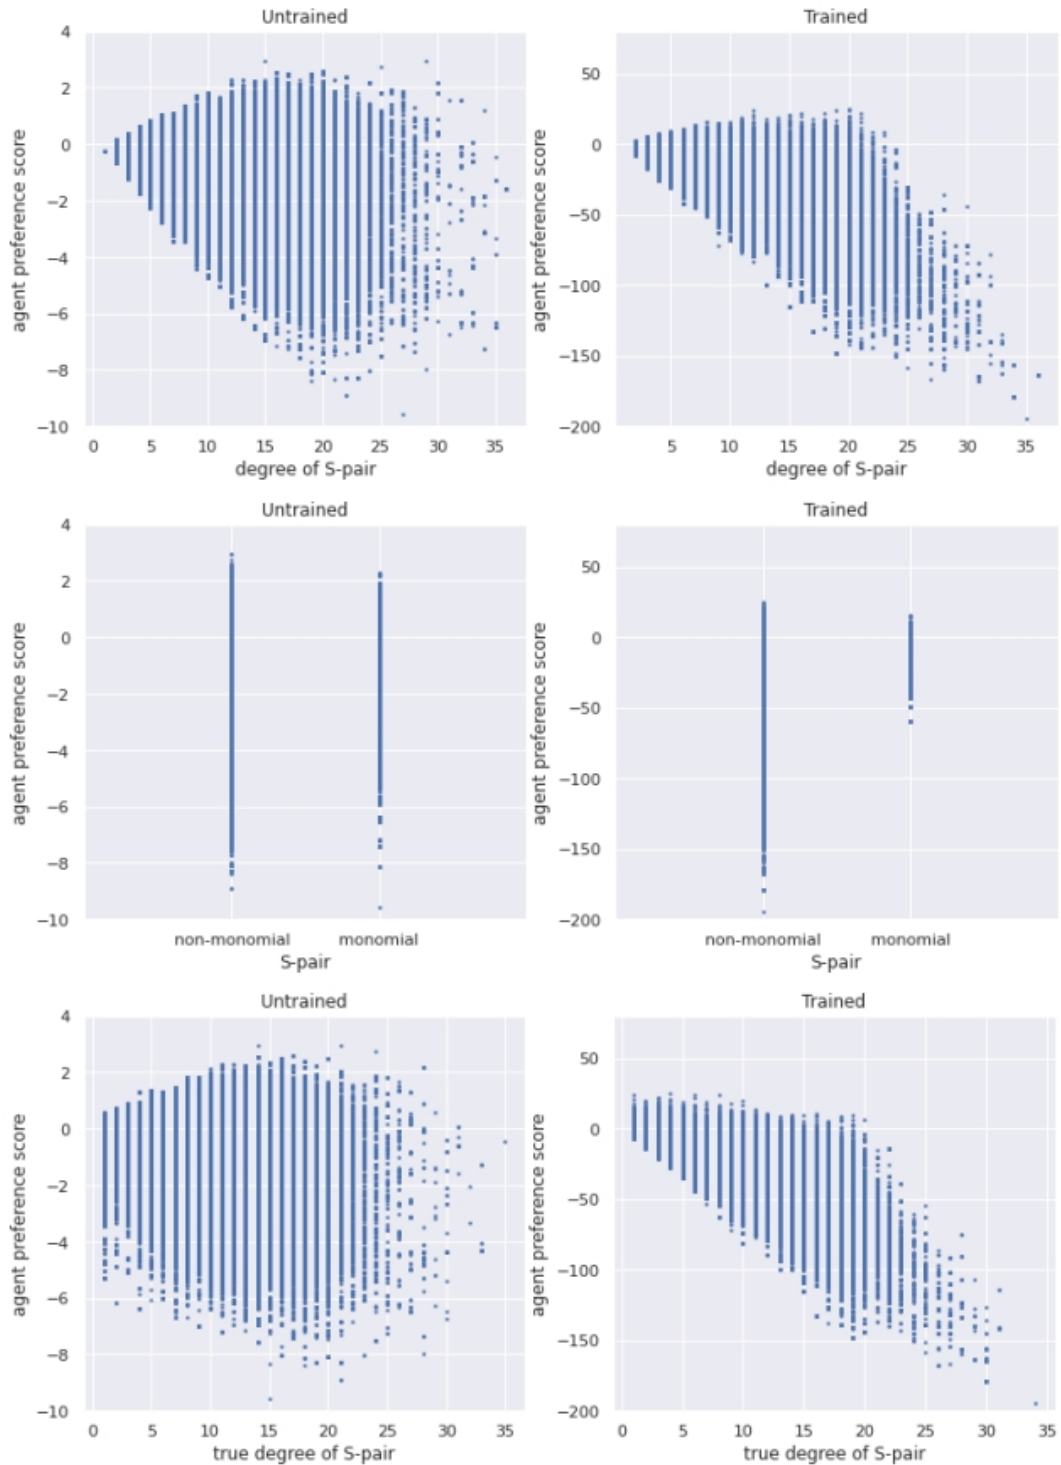 Untrained
agent preference score
4
2
0
−2
−4
−6
−8
−10
0 5 10 15 20 25 30 35
degree of S-pair
Trained
agent preference score
50
0
−50
−100
−150
−200
5 10 15 20 25 30 35
degree of S-pair
Untrained
agent preference score
4
2
0
−2
−4
−6
−8
−10
non-monomial monomial
S-pair
Trained
agent preference score
50
0
−50
−100
−150
−200
non-monomial monomial
S-pair
Untrained
agent preference score
4
2
0
−2
−4
−6
−8
−10
0 5 10 15 20 25 30 35
true degree of S-pair
Trained
agent preference score
50
0
−50
−100
−150
−200
0 5 10 15 20 25 30 35
true degree of S-pair